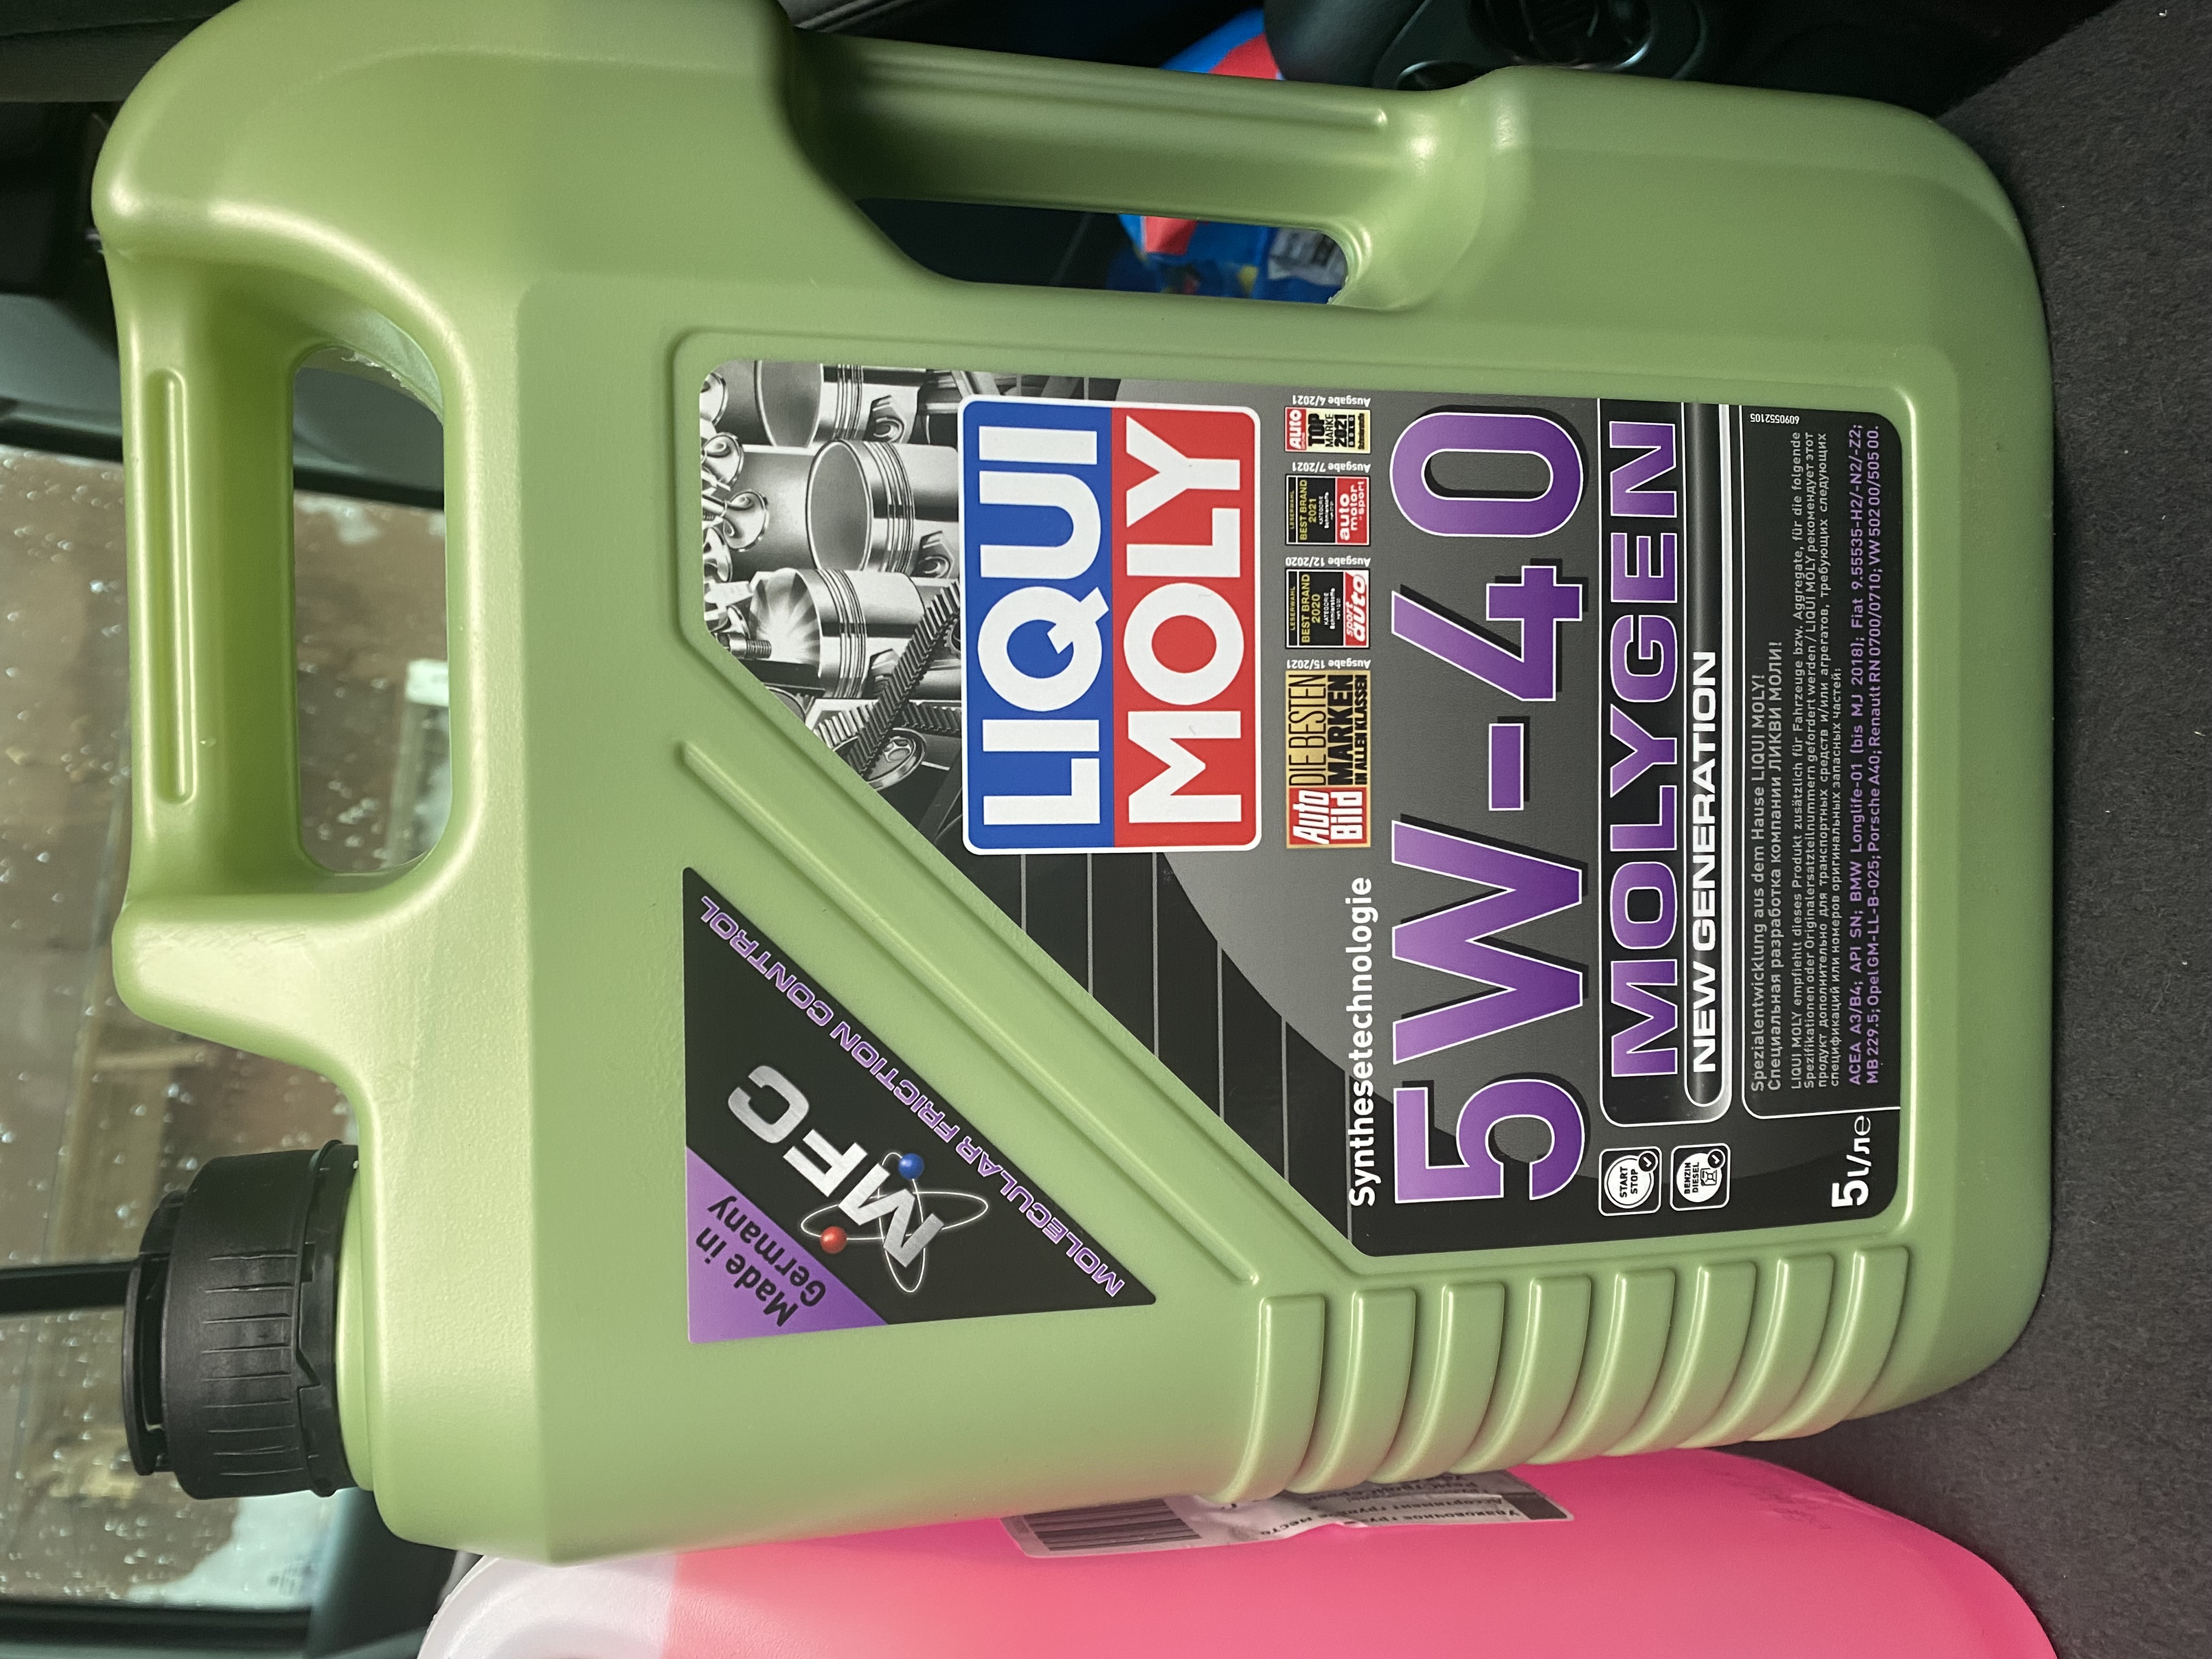 Made in
Germany
MFC
MOLECULAR FRICTION CONTROL
LIQUI
MOLY
Auto
Bild
DIE BESTEN
MARKEN
IN ALLEN KLASSEN
Ausgabe 15/2021
LESERWAHL
BEST BRAND
2020
KATEGORIE
Schmierstoffe
sport
auto
Ausgabe 12/2020
LESERWAHL
BEST BRAND
2021
KATEGORIE
Schmierstoffe
auto
motor
sport
Ausgabe 7/2021
Auto
TOP
MARKE
2021
GOLD
Schmierstoffe
Ausgabe 4/2021
Synthesetechnologie
5W-40
START
STOP
MOLYGEN
BENZIN
DIESEL
NEW GENERATION
Spezialentwicklung aus dem Hause LIQUI MOLY!
Специальная разработка компании ЛИКВИ МОЛИ!
LIQUI MOLY empfiehlt dieses Produkt zusätzlich für Fahrzeuge bzw. Aggregate, für die folgende
Spezifikationen oder Originalersatzteilnummern gefordert werden / LIQUI MOLY рекомендует этот
продукт дополнительно для транспортных средств и/или агрегатов, требующих следующих
спецификаций или номеров оригинальных запасных частей:
ACEA A3/B4; API SN; BMW Longlife-01 (bis MJ 2018); Fiat 9.55535-H2/-N2/-Z2;
MB 229.5; Opel GM-LL-B-025; Porsche A40; Renault RN 0700/0710; VW 502 00/505 00.
5l/лe
6090552105